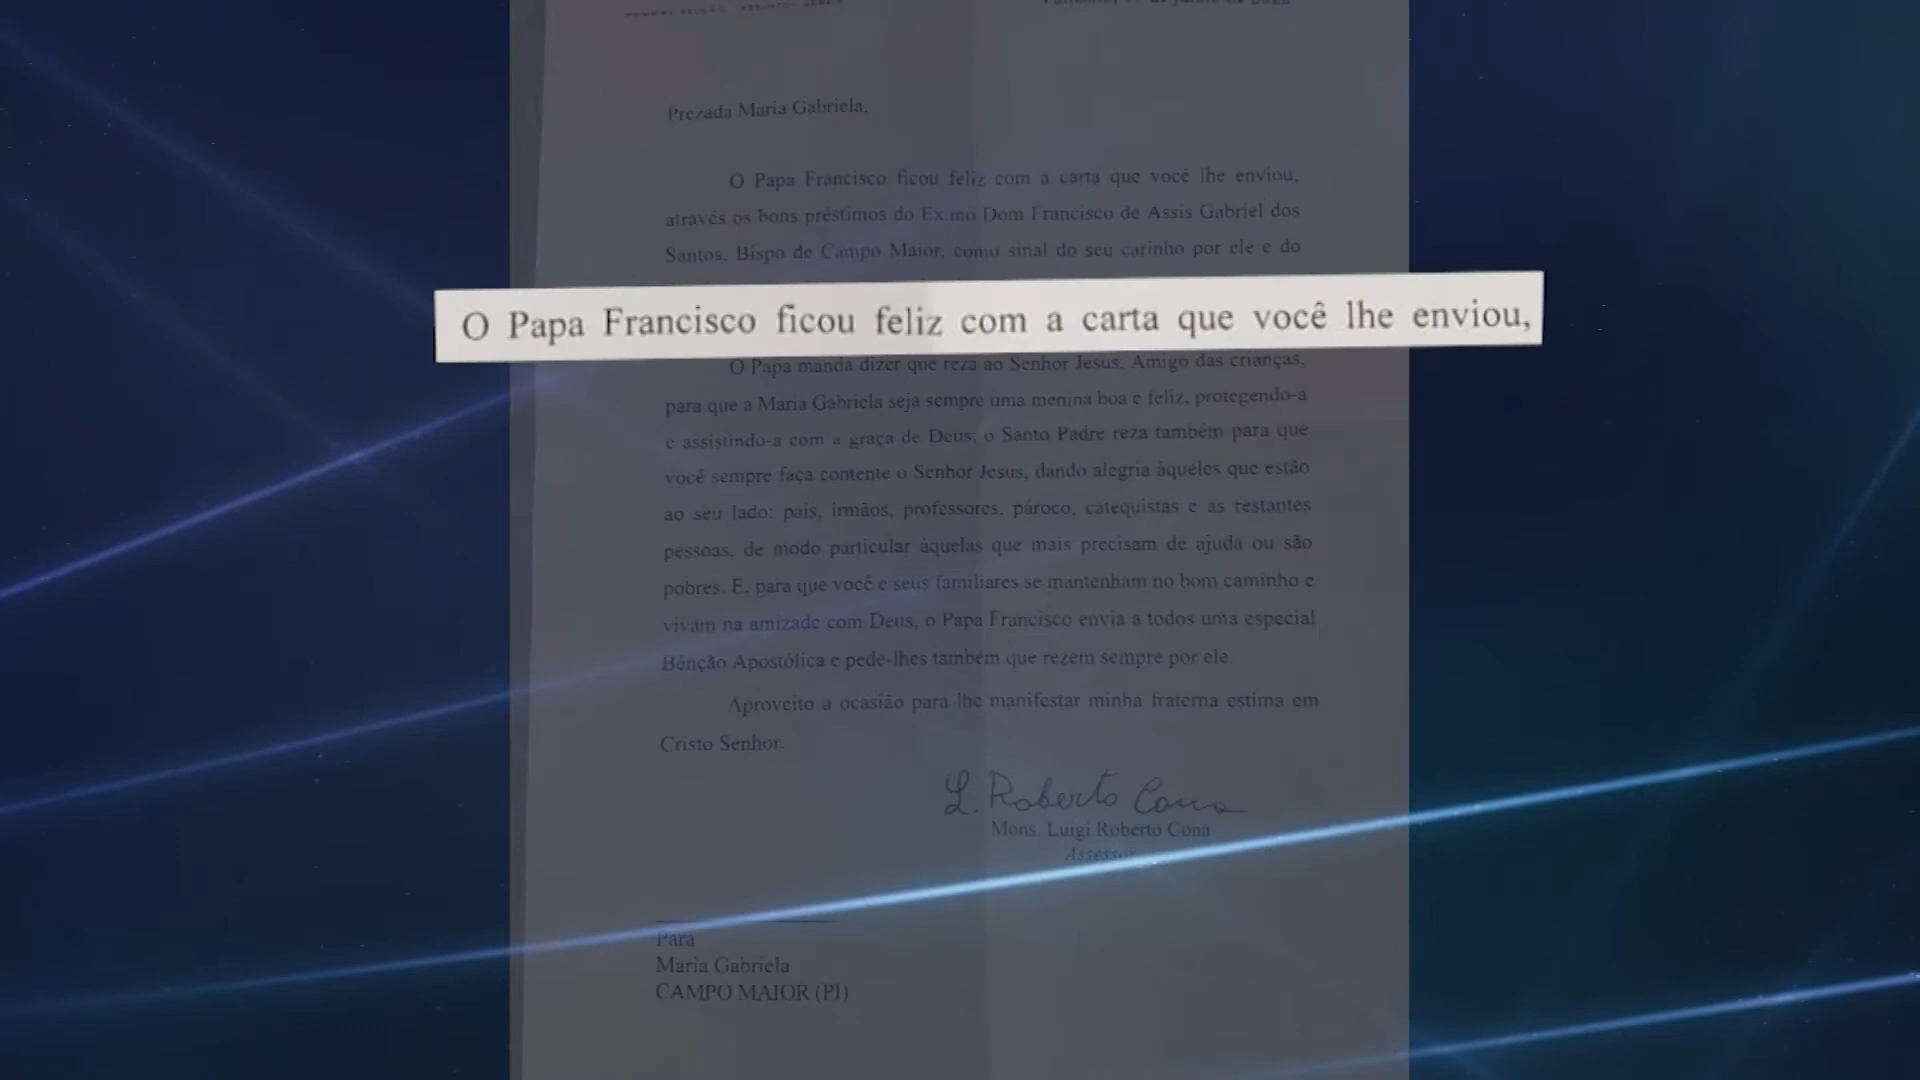 PRIMEIRA SECÇÃO ASSUNTOS GERAIS
Prezada Maria Gabriela,
O Papa Francisco ficou feliz com a carta que você lhe enviou,
através os bons préstimos do Ex.mo Dom Francisco de Assis Gabriel dos
Santos, Bispo de Campo Maior, como sinal do seu carinho por ele e do
O Papa Francisco ficou feliz com a carta que você lhe enviou,
O Papa manda dizer que reza ao Senhor Jesus, Amigo das crianças,
para que a Maria Gabriela seja sempre uma menina boa e feliz, protegendo-a
e assistindo-a com a graça de Deus; o Santo Padre reza também para que
você sempre faça contente o Senhor Jesus, dando alegria àqueles que estão
ao seu lado: pais, irmãos, professores, pároco, catequistas e as restantes
pessoas, de modo particular àquelas que mais precisam de ajuda ou são
pobres. E, para que você e seus familiares se mantenham no bom caminho e
vivam na amizade com Deus, o Papa Francisco envia a todos uma especial
Bênção Apostólica e pede-lhes também que rezem sempre por ele.
Aproveito a ocasião para lhe manifestar minha fraterna estima em
Cristo Senhor.
L. Roberto Cona
Mons. Luigi Roberto Cona
Assessor
Para
Maria Gabriela
CAMPO MAIOR (PI)